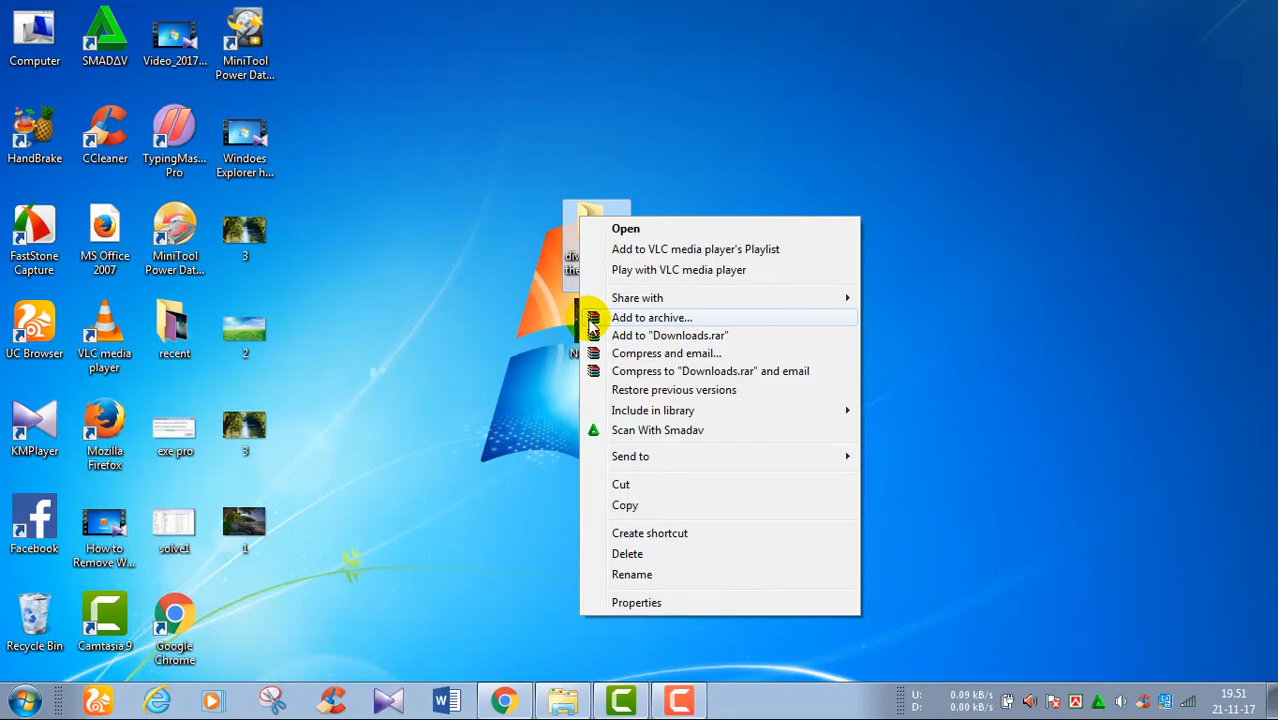 Computer
SMADΔV
Video_2017...
MiniTool
Power Dat...
HandBrake
CCleaner
TypingMas...
Pro
Windoes
Explorer h...
FastStone
Capture
MS Office
2007
MiniTool
Power Dat...
3
UC Browser
VLC media
player
recent
2
KMPlayer
Mozilla
Firefox
exe pro
3
Facebook
How to
Remove W...
solve1
1
Recycle Bin
Camtasia 9
Google
Chrome
Open
Add to VLC media player's Playlist
Play with VLC media player
Share with
Add to archive...
Add to "Downloads.rar"
Compress and email...
Compress to "Downloads.rar" and email
Restore previous versions
Include in library
Scan With Smadav
Send to
Cut
Copy
Create shortcut
Delete
Rename
Properties
U: 0.09 kB/s
D: 0.00 kB/s
19.51
21-11-17